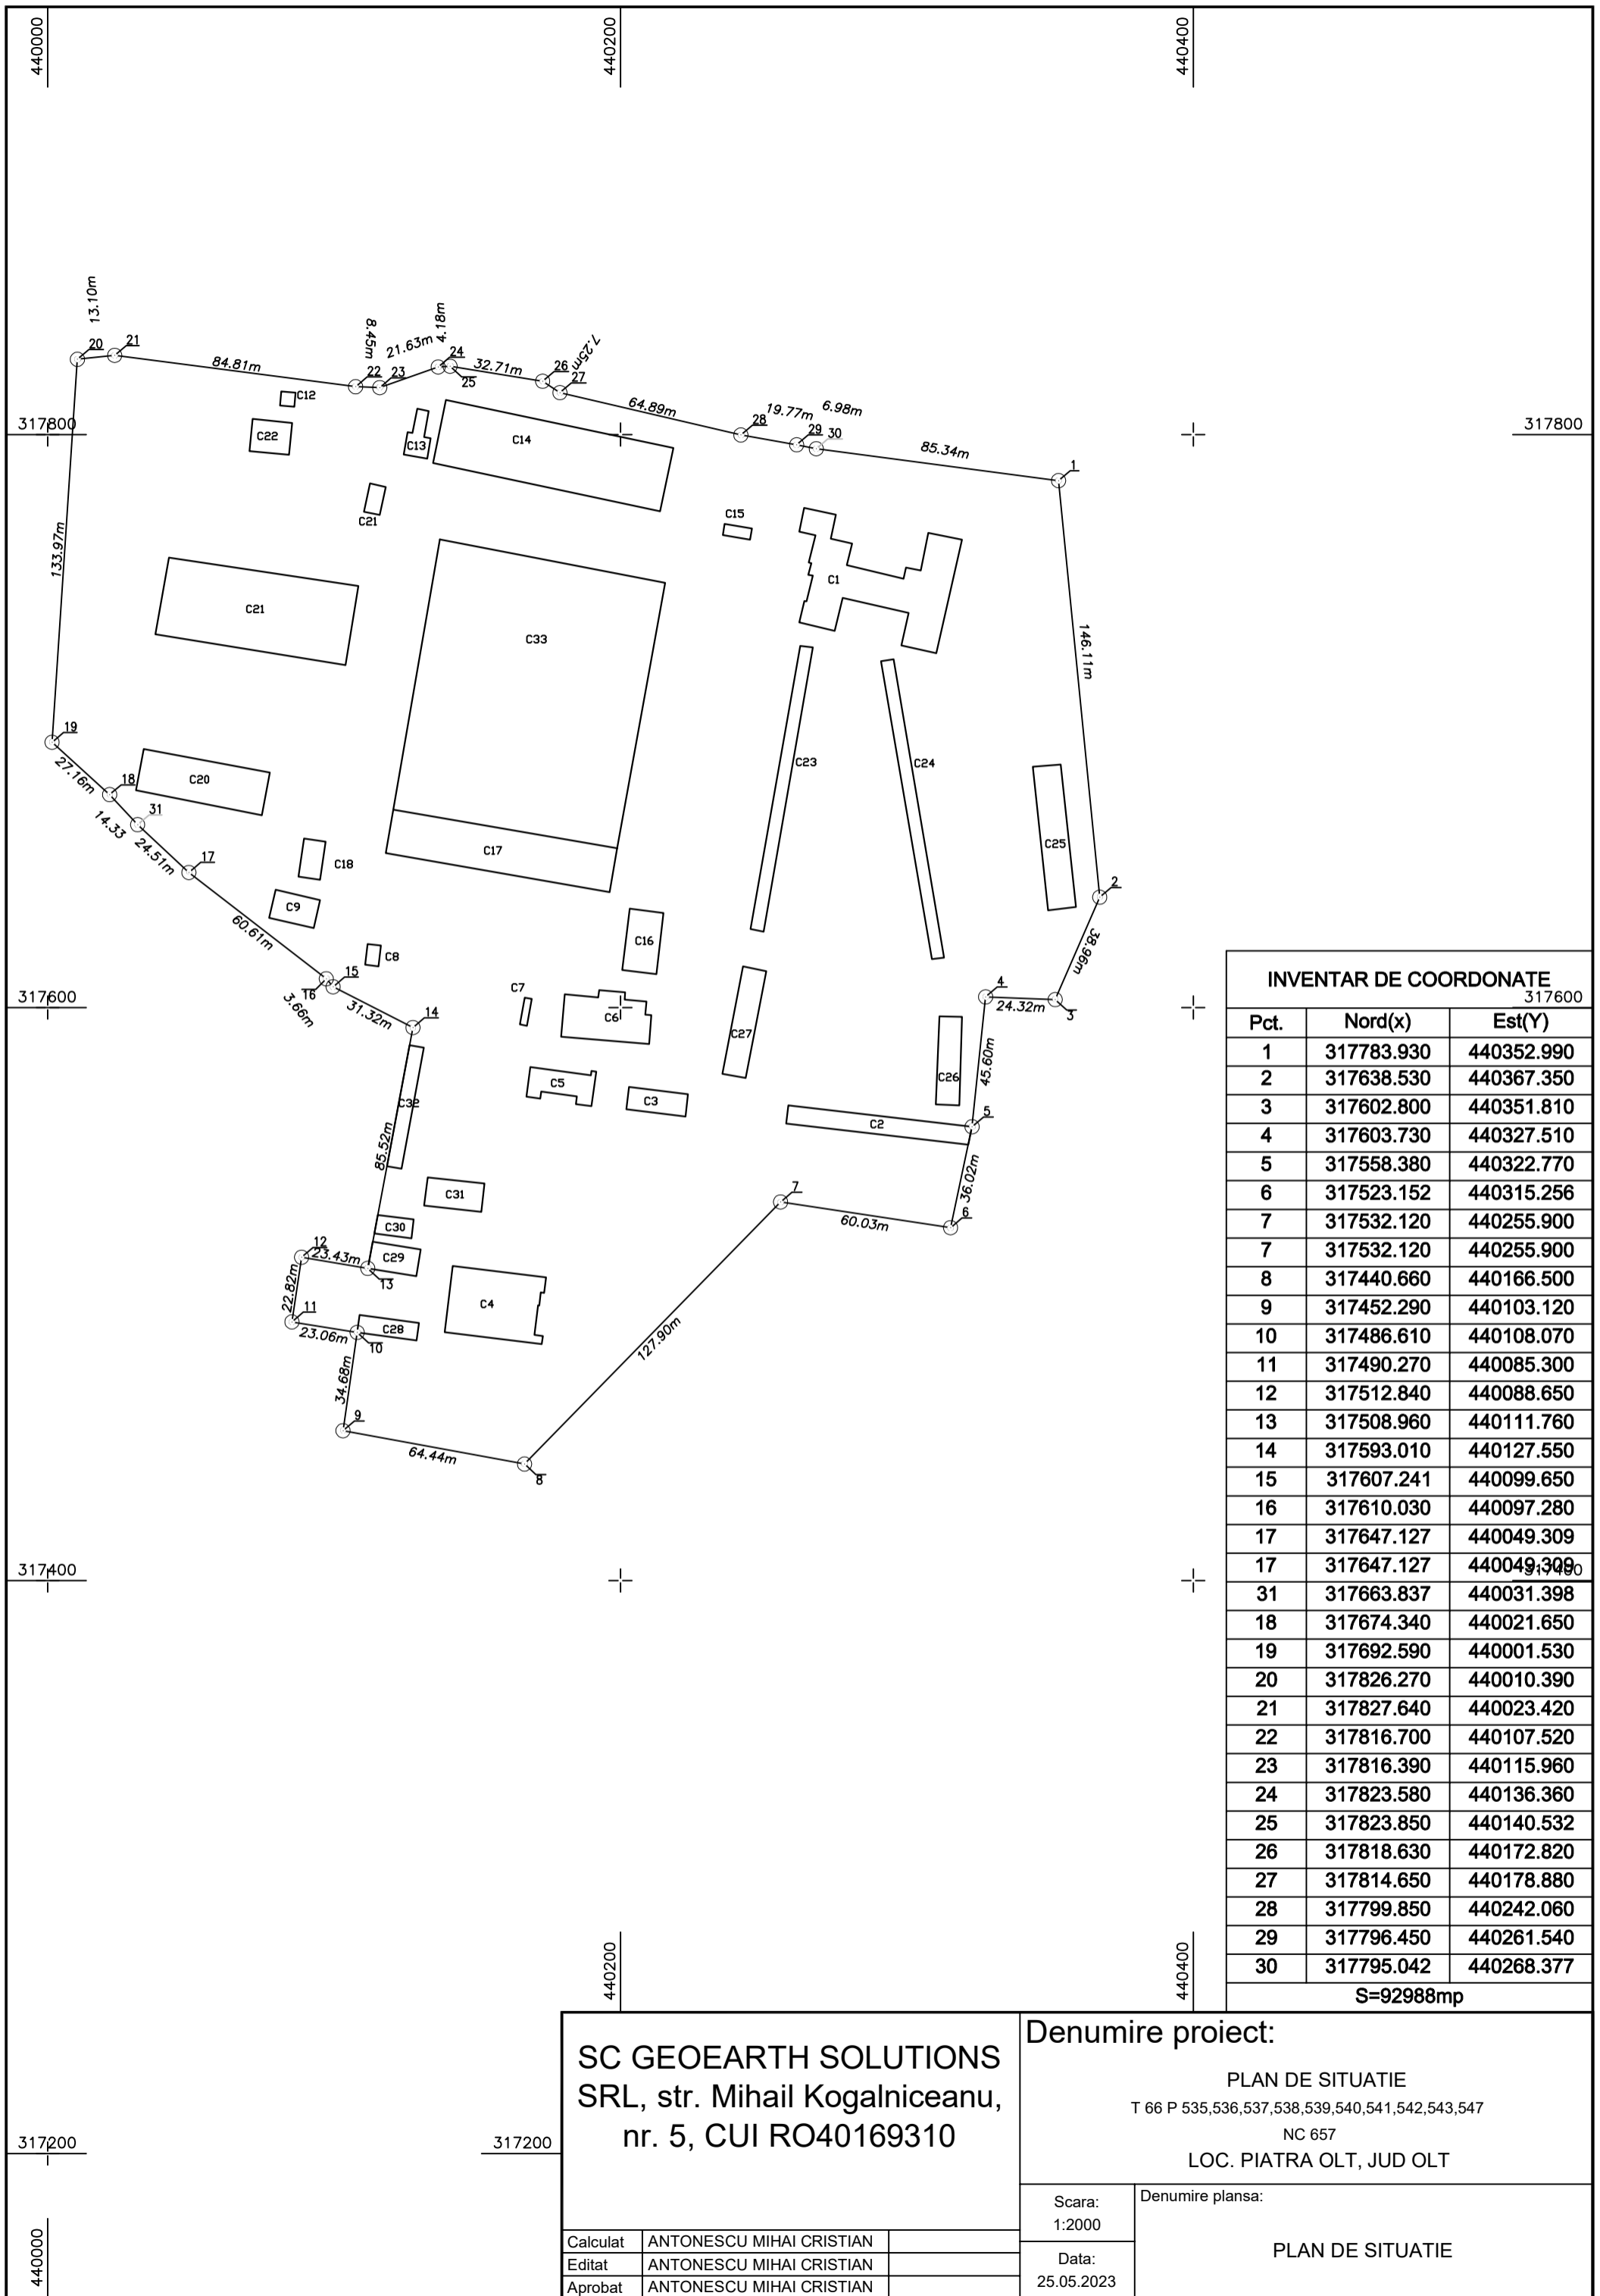 440000
440200
440400
13.10m
20
21
84.81m
8.45m
22
23
21.63m
4.18m
24
25
32.71m
26
7.25m
27
64.89m
28
19.77m
29
6.98m
30
85.34m
1
317800
317800
C12
C22
C13
C14
C21
C15
133.97m
C1
C21
C33
146.11m
19
27.16m
18
C20
14.33
31
24.51m
17
C23
C24
C25
C17
C18
C9
60.61m
C8
C16
2
38.96m
15
16
3.66m
31.32m
14
C7
C6
C27
4
24.32m
3
317600
45.60m
C26
C5
C3
C32
85.52m
C2
5
36.02m
C31
7
60.03m
6
C30
12
23.43m
C29
13
22.82m
11
23.06m
C28
10
C4
34.68m
127.90m
9
64.44m
8
317400
INVENTAR DE COORDONATE
317600
Pct. Nord(x) Est(Y)
1 317783.930 440352.990
2 317638.530 440367.350
3 317602.800 440351.810
4 317603.730 440327.510
5 317558.380 440322.770
6 317523.152 440315.256
7 317532.120 440255.900
7 317532.120 440255.900
8 317440.660 440166.500
9 317452.290 440103.120
10 317486.610 440108.070
11 317490.270 440085.300
12 317512.840 440088.650
13 317508.960 440111.760
14 317593.010 440127.550
15 317607.241 440099.650
16 317610.030 440097.280
17 317647.127 440049.309
17 317647.127 440049.309
317400
31 317663.837 440031.398
18 317674.340 440021.650
19 317692.590 440001.530
20 317826.270 440010.390
21 317827.640 440023.420
22 317816.700 440107.520
23 317816.390 440115.960
24 317823.580 440136.360
25 317823.850 440140.532
26 317818.630 440172.820
27 317814.650 440178.880
28 317799.850 440242.060
29 317796.450 440261.540
30 317795.042 440268.377
S=92988mp
440200
440400
317200
317200
440000
SC GEOEARTH SOLUTIONS
SRL, str. Mihail Kogalniceanu,
nr. 5, CUI RO40169310
Calculat ANTONESCU MIHAI CRISTIAN
Editat ANTONESCU MIHAI CRISTIAN
Aprobat ANTONESCU MIHAI CRISTIAN
Denumire proiect:
PLAN DE SITUATIE
T 66 P 535,536,537,538,539,540,541,542,543,547
NC 657
LOC. PIATRA OLT, JUD OLT
Scara:
1:2000
Data:
25.05.2023
Denumire plansa:
PLAN DE SITUATIE